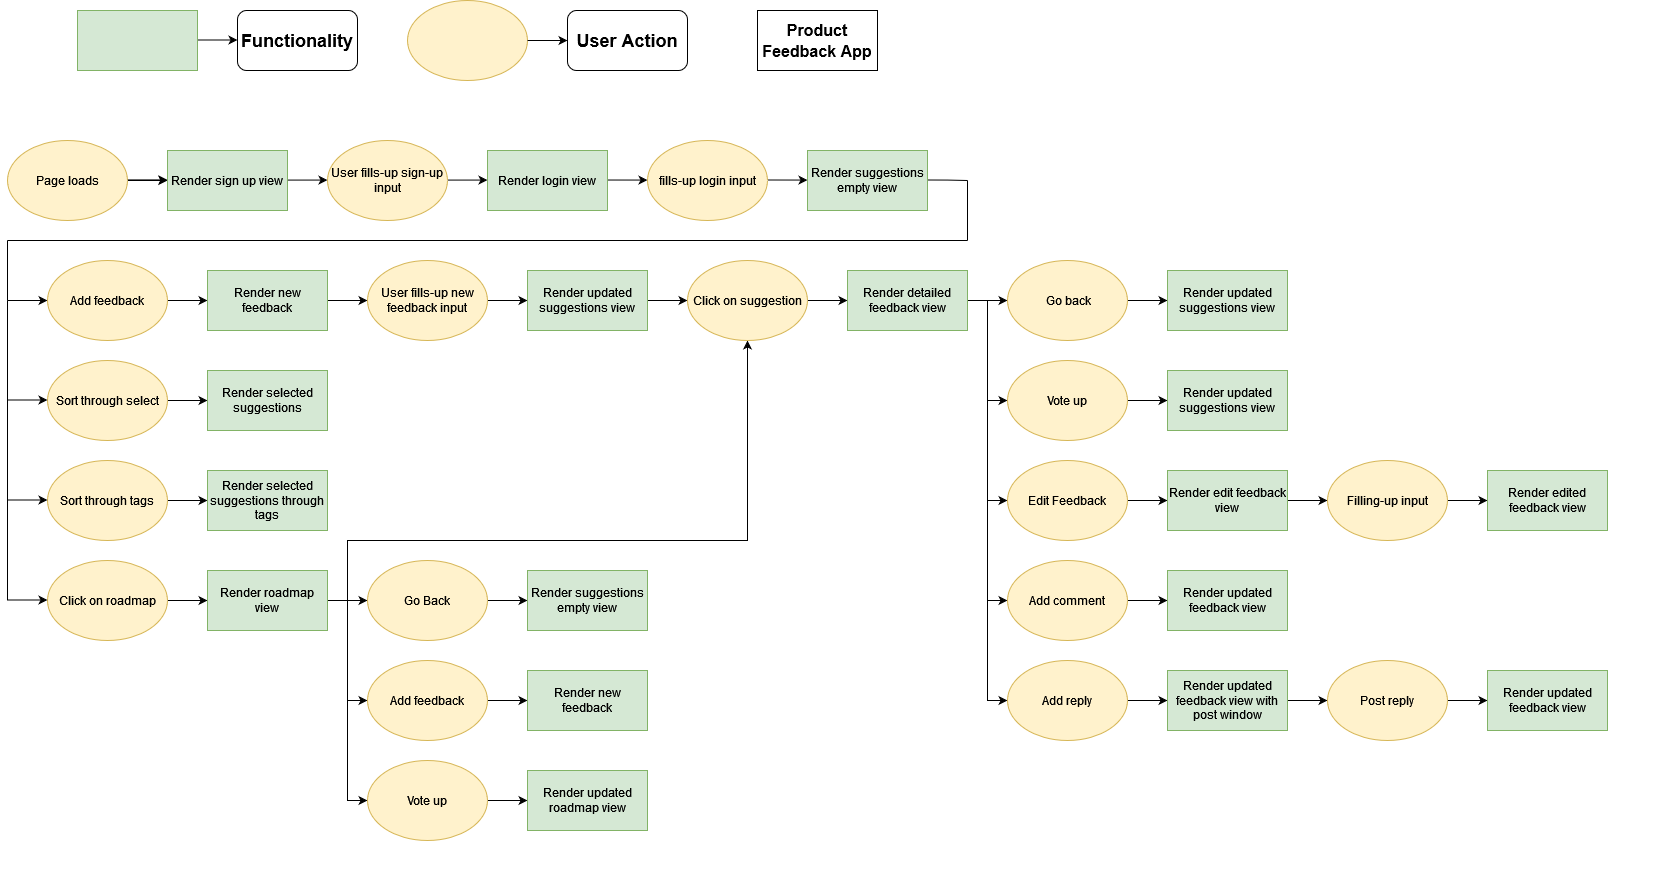 Functionality
User Action
Product
Feedback App
Page loads
Render sign up view
User fills-up sign-up
input
Render login view
fills-up login input
Render suggestions
empty view
Add feedback
Render new
feedback
User fills-up new
feedback input
Render updated
suggestions view
Click on suggestion
Render detailed
feedback view
Go back
Render updated
suggestions view
Sort through select
Render selected
suggestions
Vote up
Render updated
suggestions view
Sort through tags
Render selected
suggestions through
tags
Edit Feedback
Render edit feedback
view
Filling-up input
Render edited
feedback view
Click on roadmap
Render roadmap
view
Go Back
Render suggestions
empty view
Add comment
Render updated
feedback view
Add feedback
Render new
feedback
Add reply
Render updated
feedback view with
post window
Post reply
Render updated
feedback view
Vote up
Render updated
roadmap view